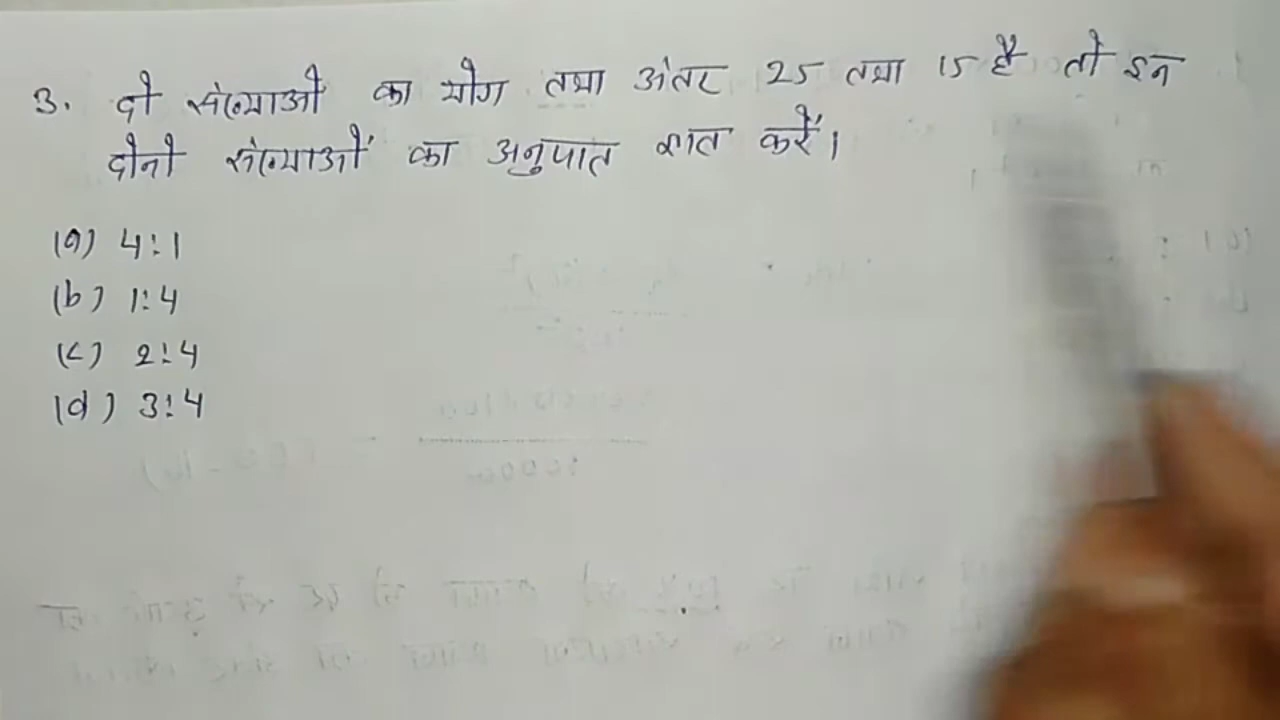 3. दो संख्याओं का योग तथा अंतर 25 तथा 15 है तो इन
दोनो संख्याओं का अनुपात ज्ञात करें।
(a) 4:1
(b) 1:4
(c) 2:4
(d) 3:4